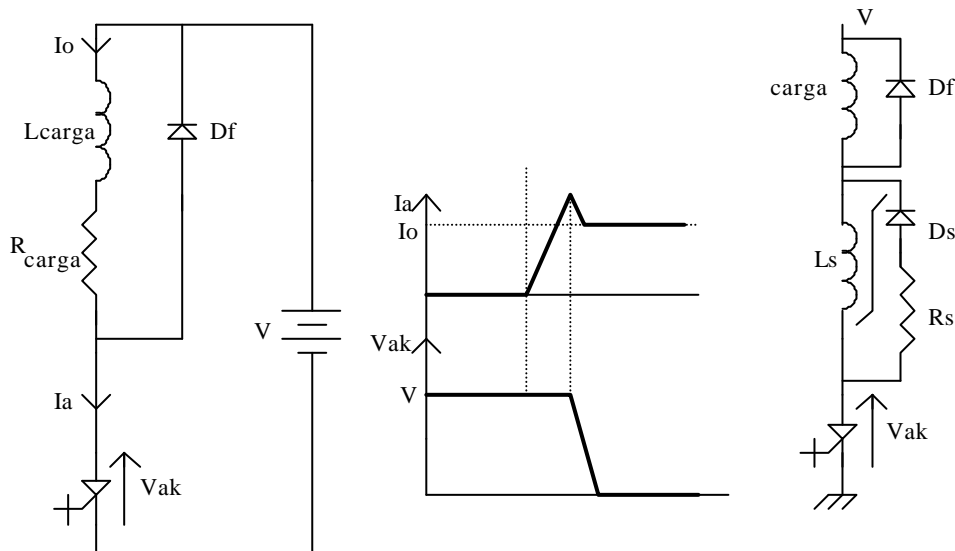 Io
Lcarga
Df
R
carga
V
Ia
Vak
Ia
Io
Vak
V
V
carga
Df
Ls
Ds
Rs
Vak